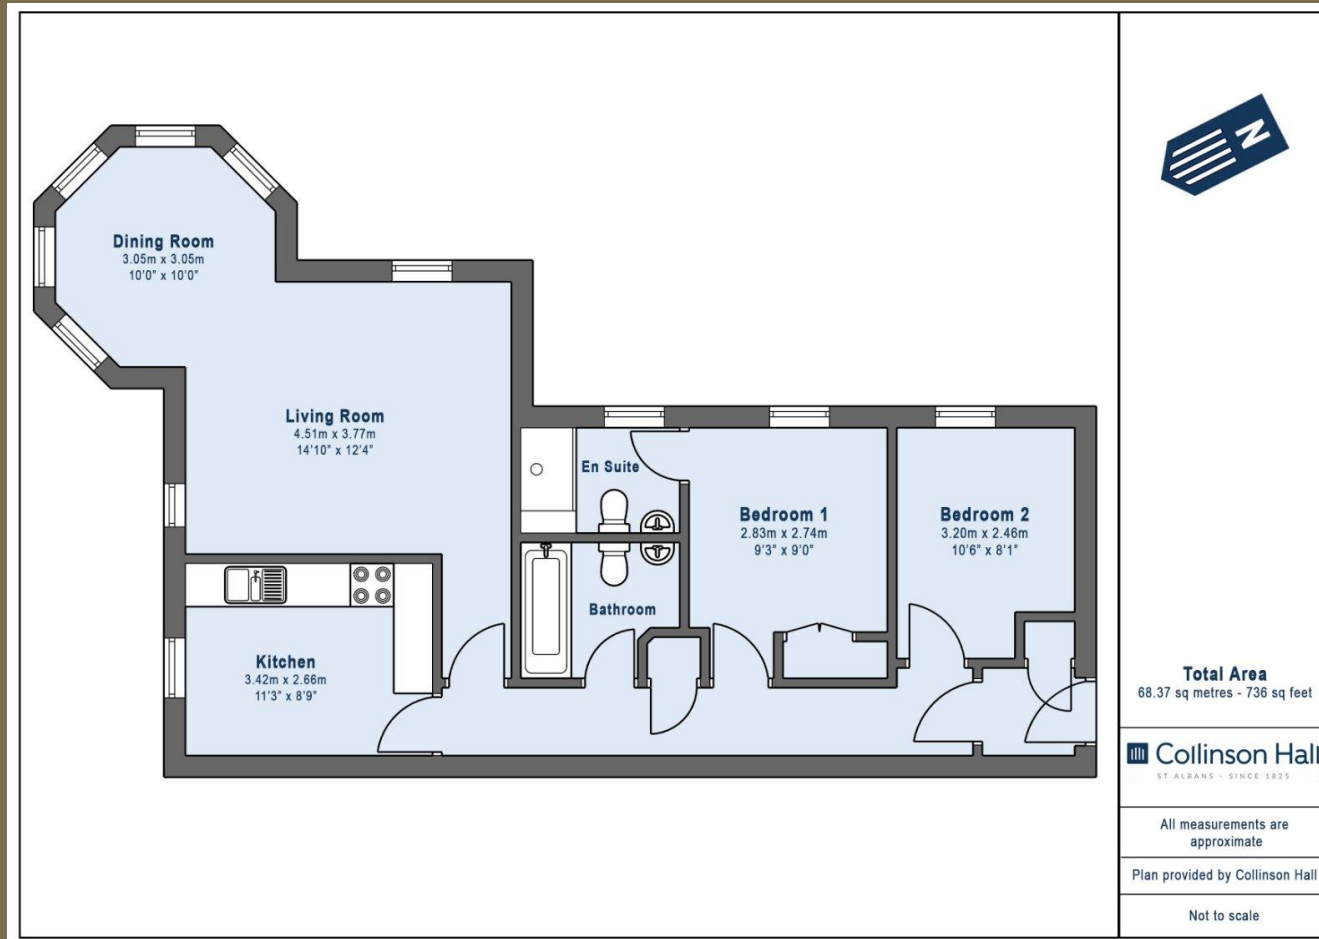 Dining Room
3.05m x 3.05m
10'0" x 10'0"
Living Room
4.51m x 3.77m
14'10" x 12'4"
En Suite
Bathroom
Bedroom 1
2.83m x 2.74m
9'3" x 9'0"
Bedroom 2
3.20m x 2.46m
10'6" x 8'1"
Kitchen
3.42m x 2.66m
11'3" x 8'9"
N
Total Area
68.37 sq metres - 736 sq feet
Collinson Hall
ST ALBANS - SINCE 1825
All measurements are
approximate
Plan provided by Collinson Hall
Not to scale